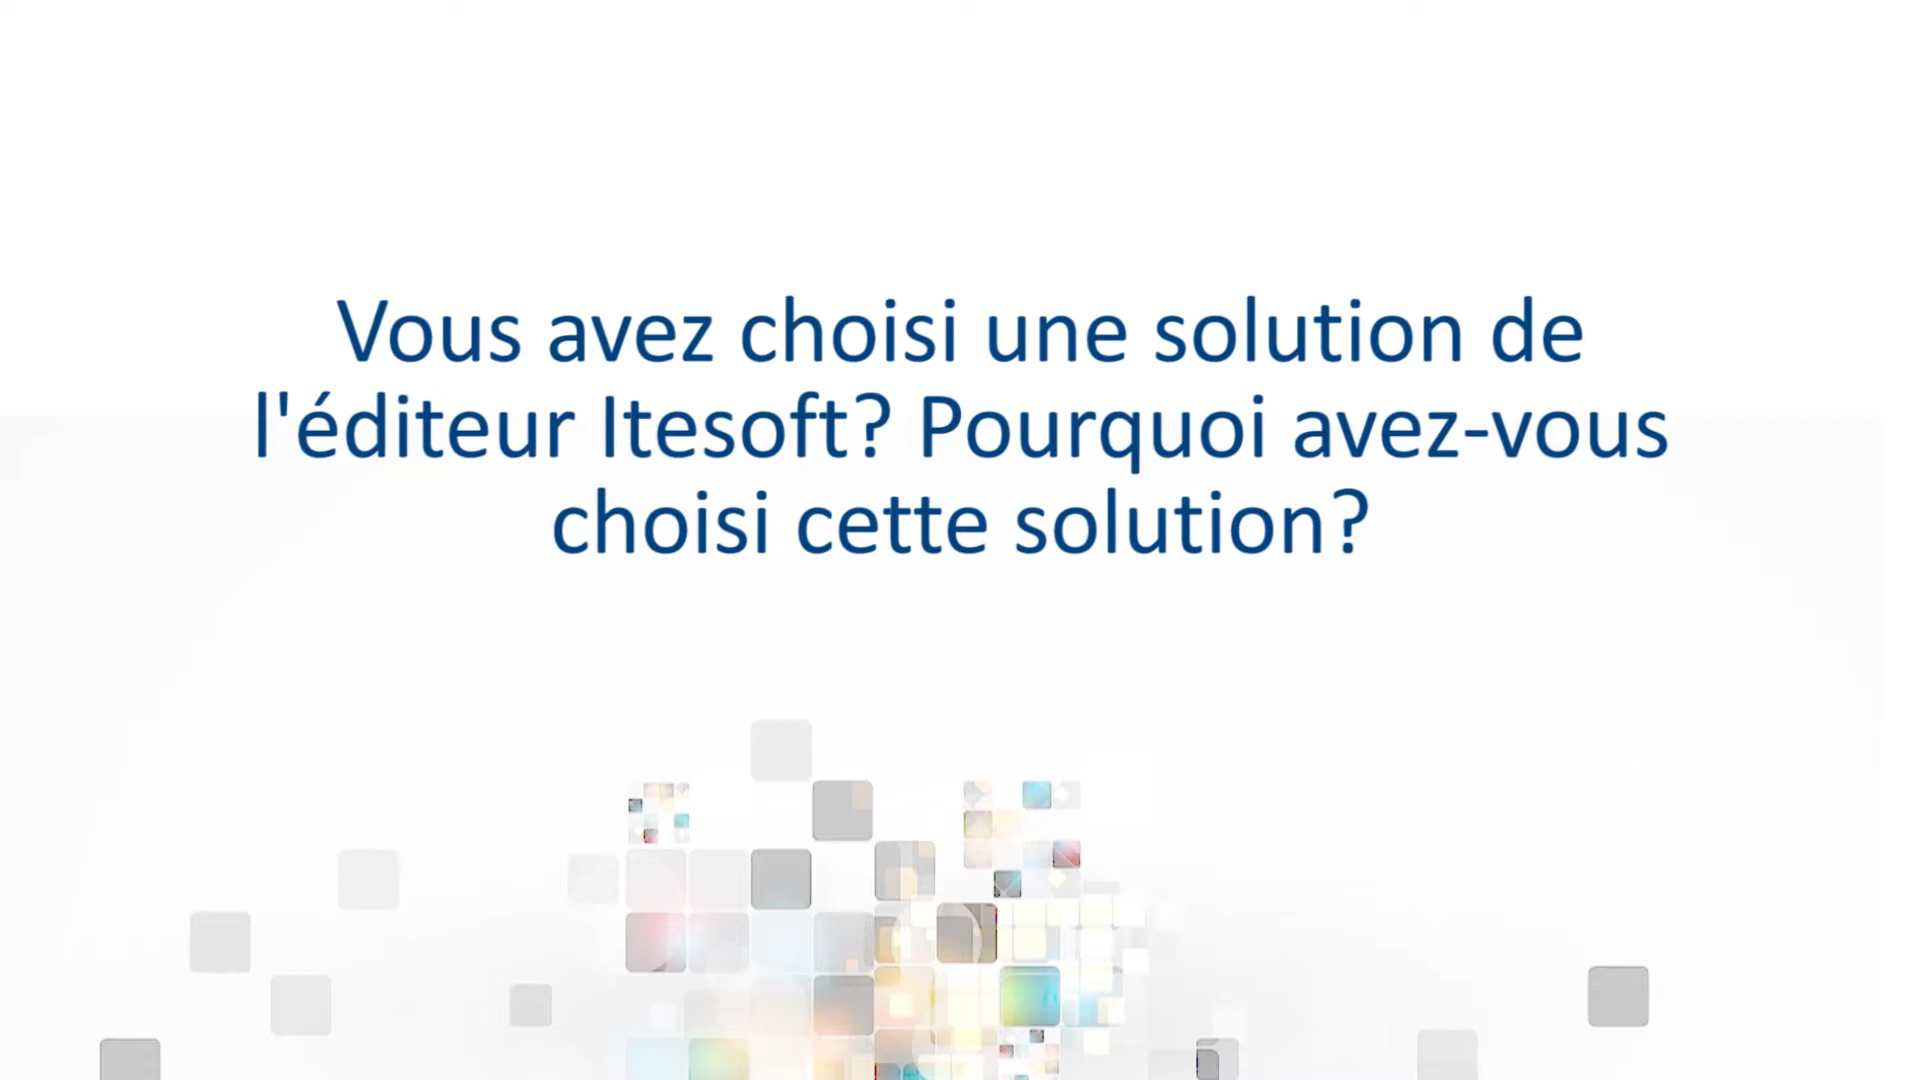 Vous avez choisi une solution de
l'éditeur Itesoft? Pourquoi avez-vous
choisi cette solution?